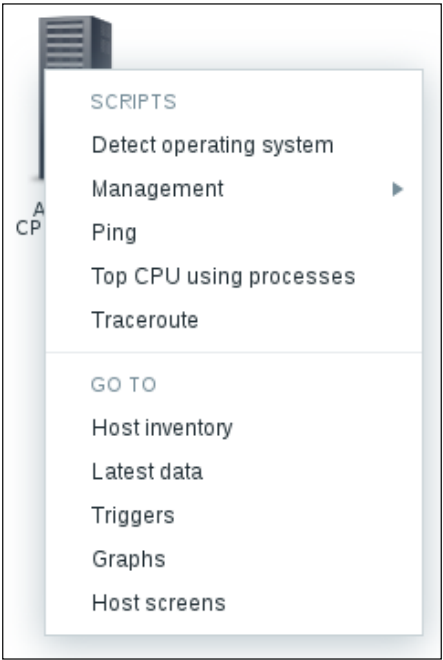 A
CP
SCRIPTS
Detect operating system
Management
Ping
Top CPU using processes
Traceroute
GO TO
Host inventory
Latest data
Triggers
Graphs
Host screens